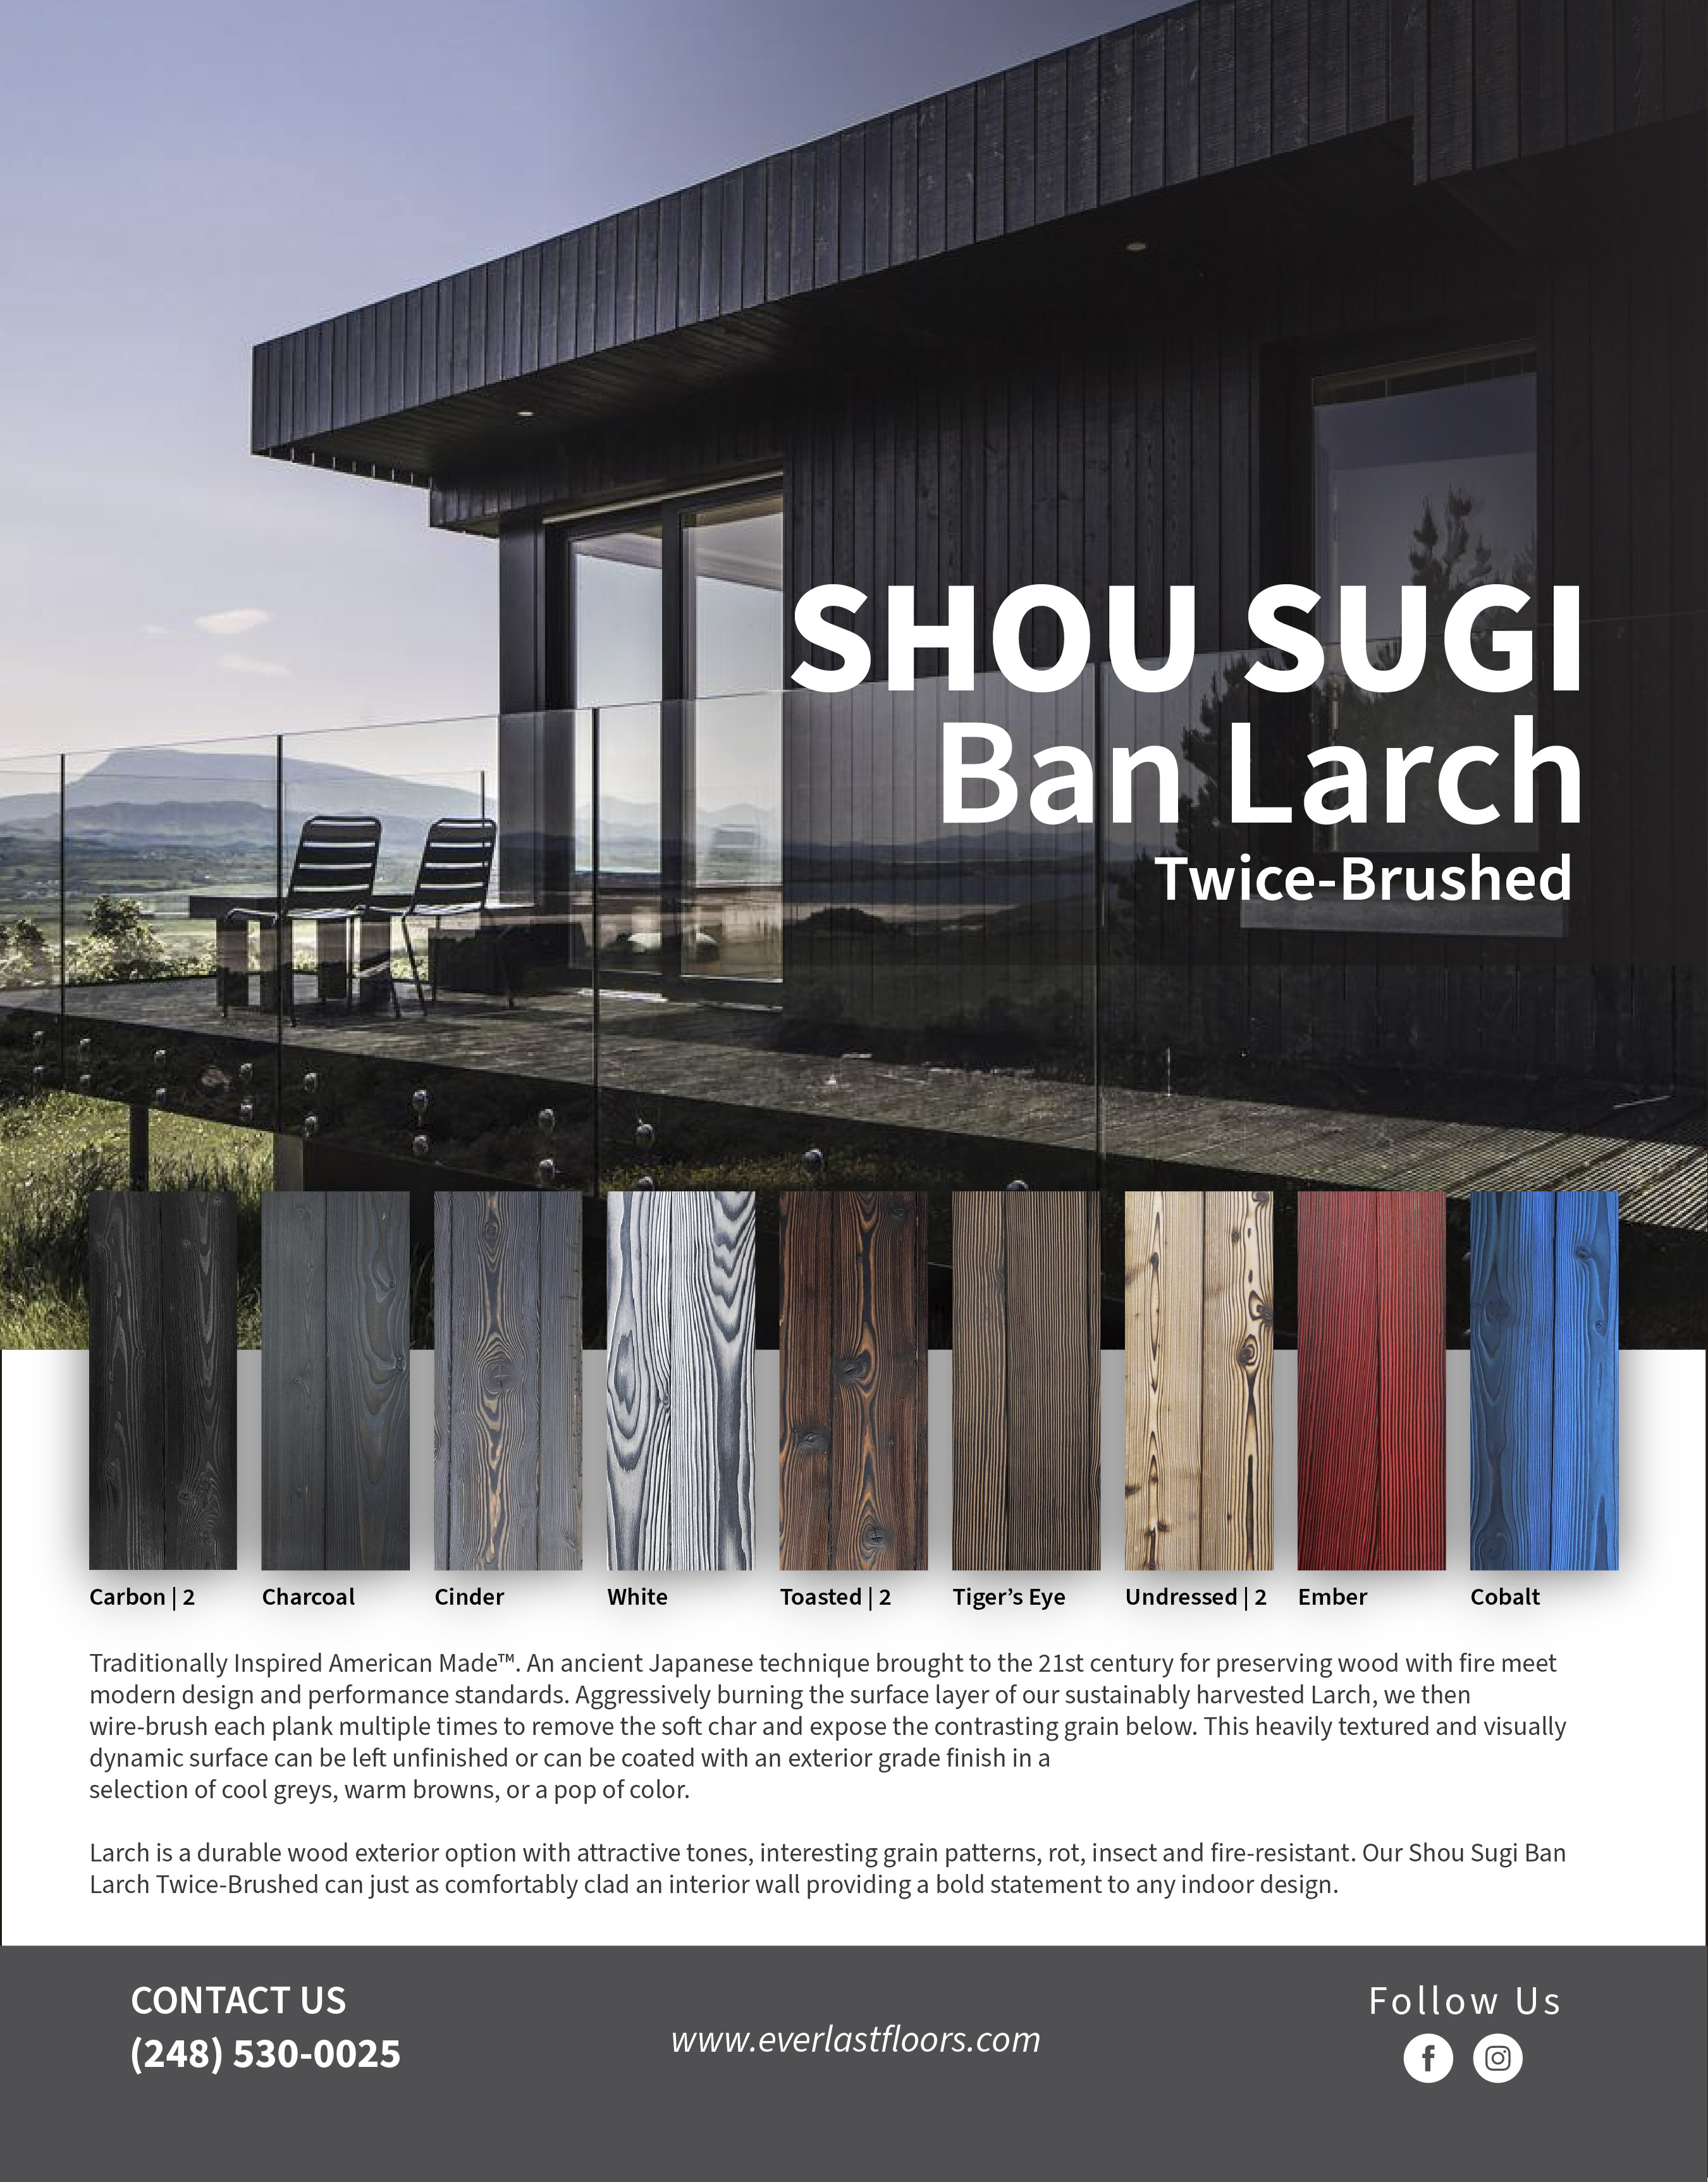 SHOU SUGI
Ban Larch
Twice-Brushed
Carbon | 2
Charcoal
Cinder
White
Toasted | 2
Tiger’s Eye
Undressed | 2
Ember
Cobalt
Traditionally Inspired American Made™. An ancient Japanese technique brought to the 21st century for preserving wood with fire meet
modern design and performance standards. Aggressively burning the surface layer of our sustainably harvested Larch, we then
wire-brush each plank multiple times to remove the soft char and expose the contrasting grain below. This heavily textured and visually
dynamic surface can be left unfinished or can be coated with an exterior grade finish in a
selection of cool greys, warm browns, or a pop of color.
Larch is a durable wood exterior option with attractive tones, interesting grain patterns, rot, insect and fire-resistant. Our Shou Sugi Ban
Larch Twice-Brushed can just as comfortably clad an interior wall providing a bold statement to any indoor design.
CONTACT US
(248) 530-0025
www.everlastfloors.com
Follow Us